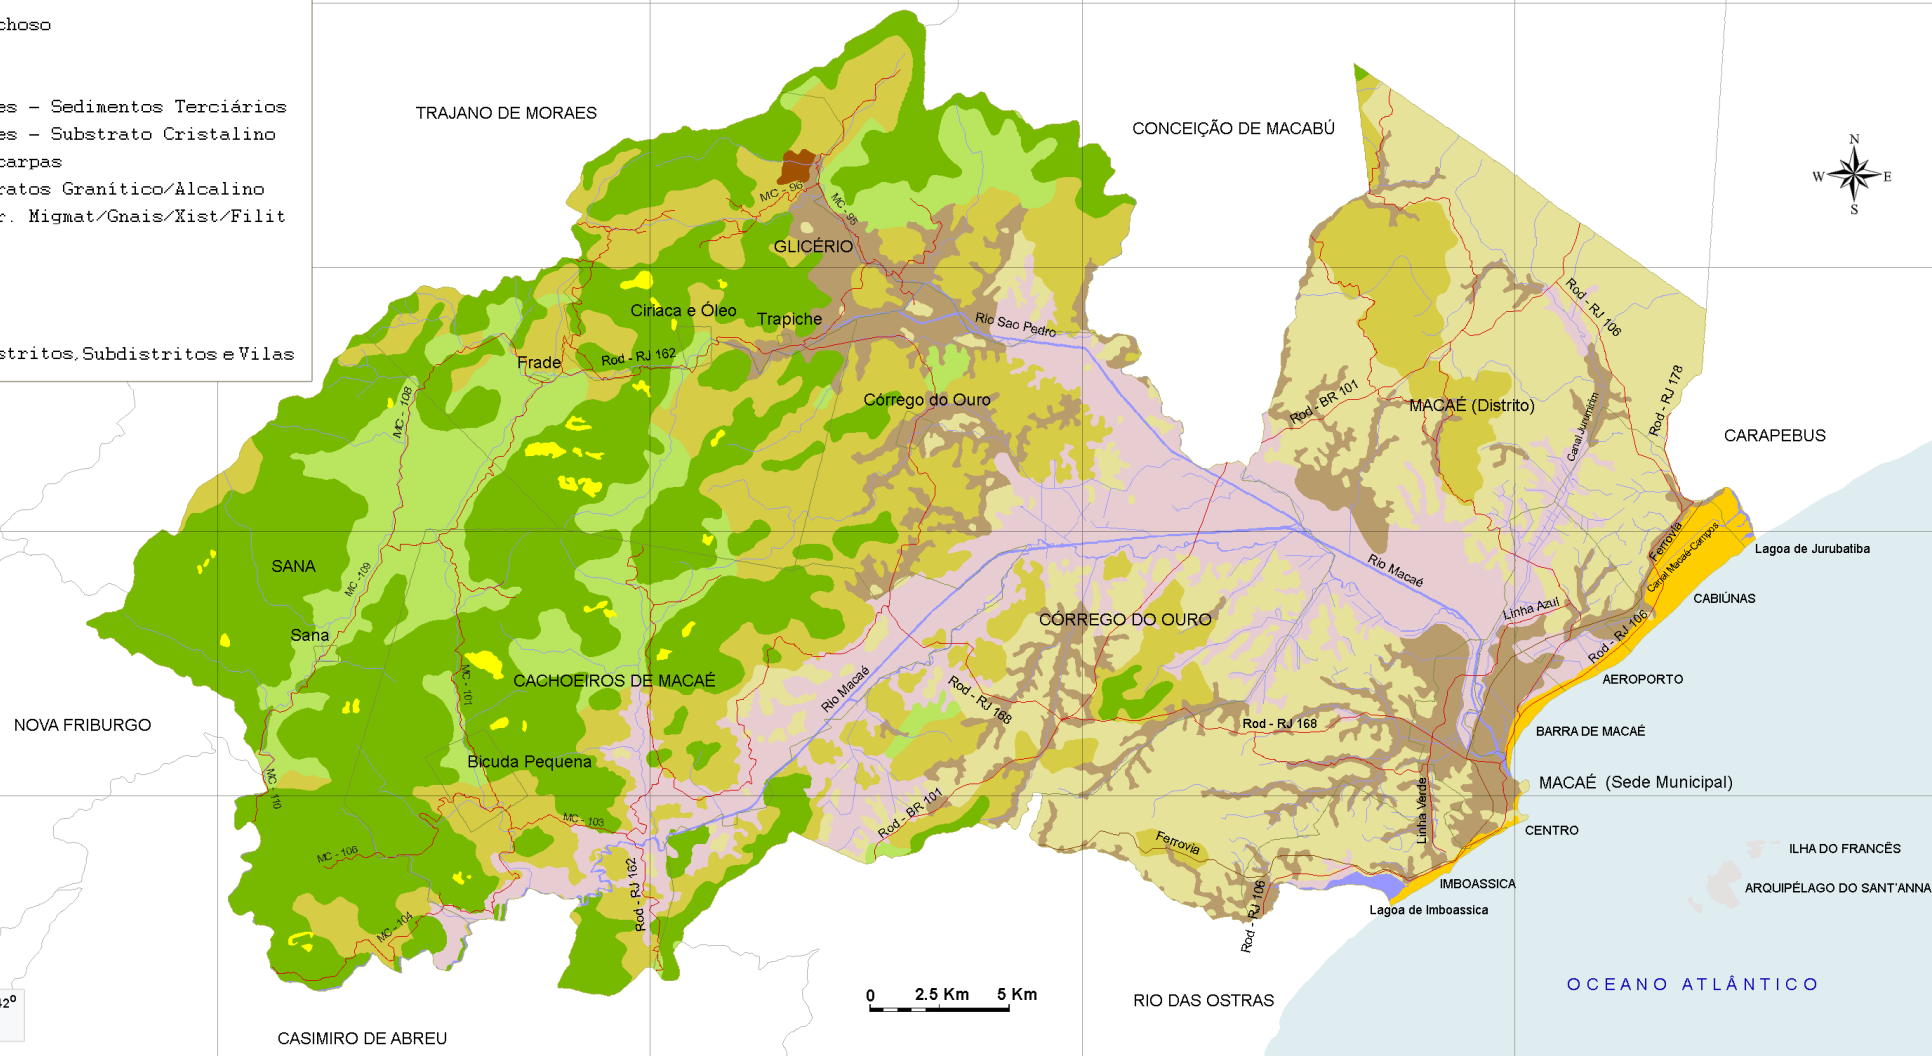 choso
es - Sedimentos Terciários
es - Substrato Cristalino
carpas
ratos Granítico/Alcalino
r. Migmat/Gnais/Xist/Filit
stritos, Subdistritos e Vilas
TRAJANO DE MORAES
CONCEIÇÃO DE MACABÚ
N
W
E
S
MC - 96
MC - 95
GLICÉRIO
Ciriaca e Óleo
Trapiche
Rio Sao Pedro
Rod - RJ 106
Frade
Rod - RJ 162
MC - 108
Córrego do Ouro
Rod - BR 101
MACAÉ (Distrito)
Canal Jurumirim
Rod - RJ 178
CARAPEBUS
Ferrovia
Canal Macaé-Campos
Lagoa de Jurubatiba
SANA
MC - 109
Rio Macaé
Linha Azul
CABIÚNAS
Sana
CÓRREGO DO OURO
Rod - RJ 106
MC - 101
CACHOEIROS DE MACAÉ
Rio Macaé
Rod - RJ 168
AEROPORTO
NOVA FRIBURGO
Rod - RJ 168
BARRA DE MACAÉ
Bicuda Pequena
MC - 110
MACAÉ (Sede Municipal)
MC - 103
Rod - BR 101
Linha Verde
CENTRO
MC - 106
Ferrovia
ILHA DO FRANCÊS
Rod - RJ 162
IMBOASSICA
ARQUIPÉLAGO DO SANT'ANNA
MC - 104
Rod - RJ 106
Lagoa de Imboassica
OCEANO ATLÂNTICO
0 2.5 Km 5 Km
RIO DAS OSTRAS
42º
CASIMIRO DE ABREU